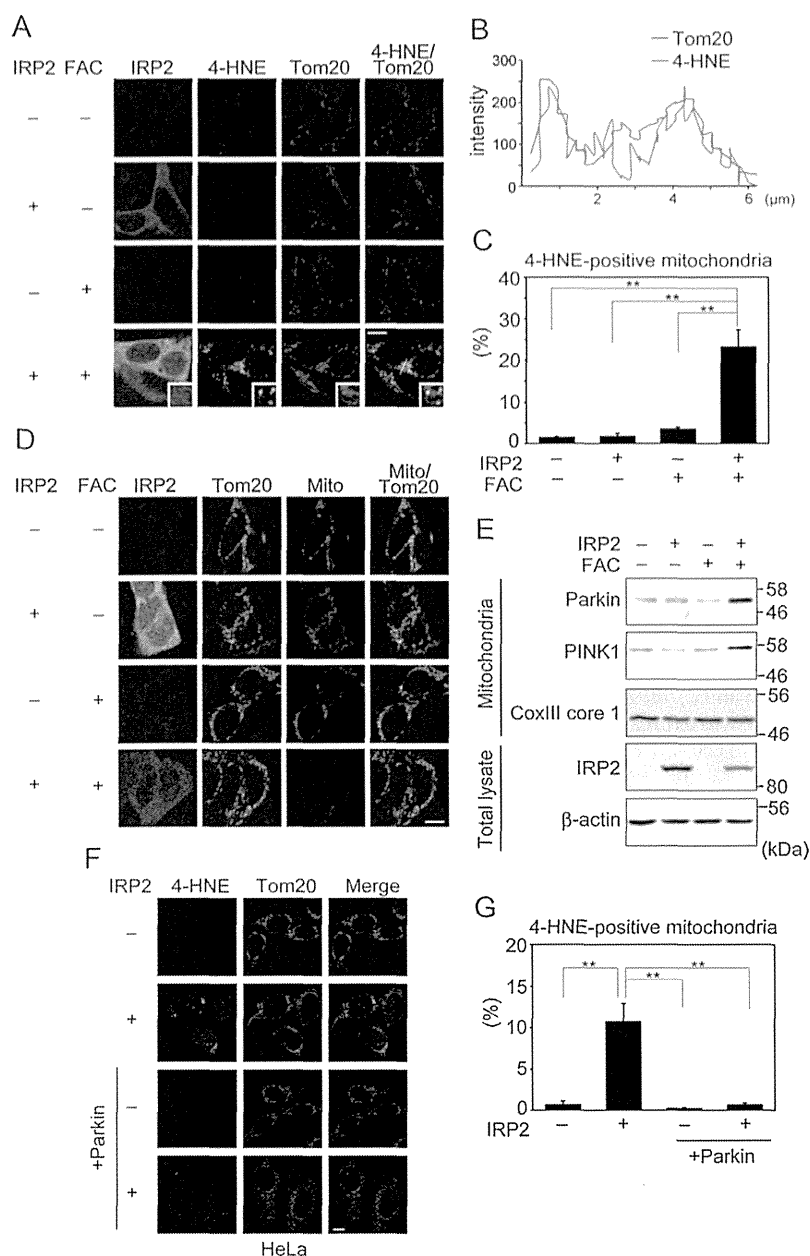 A
IRP2 FAC IRP2 4-HNE Tom20 4-HNE/
Tom20
– –
+ –
– +
+ +
B
Tom20
4-HNE
intensity
300
200
100
0
2 4 6 (µm)
C
4-HNE-positive mitochondria
(%)
40
30
20
10
0
** ** **
IRP2 – + – +
FAC – – + +
D
IRP2 FAC IRP2 Tom20 Mito Mito/
Tom20
– –
+ –
– +
+ +
E
IRP2 – + – +
FAC – – + +
Mitochondria
Parkin 58
46
PINK1 58
46
CoxIII core 1 56
46
Total lysate
IRP2 80
β-actin 56
(kDa)
F
IRP2 4-HNE Tom20 Merge
–
+
+Parkin
–
+
HeLa
G
4-HNE-positive mitochondria
(%)
20
15
10
5
0
** ** **
IRP2 – + – +
+Parkin